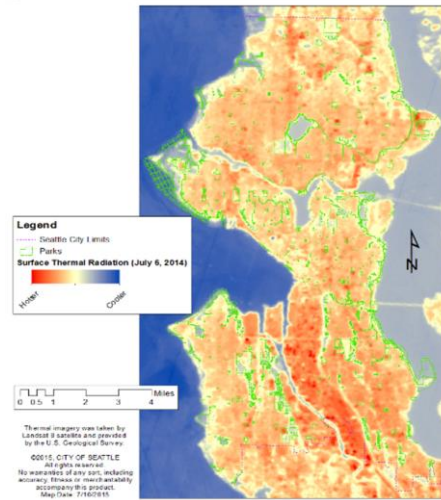 Legend
Seattle City Limits
Parks
Surface Thermal Radiation (July 6, 2014)
Hotter
Cooler
N
Miles
0 0.5 1 2 3 4
Thermal imagery was taken by
Landsat 8 satellite and provided
by the U.S. Geological Survey.
©2015, CITY OF SEATTLE
All rights reserved.
No warranties of any sort, including
accuracy, fitness or merchantability
accompany this product.
Map Date: 7/16/2015